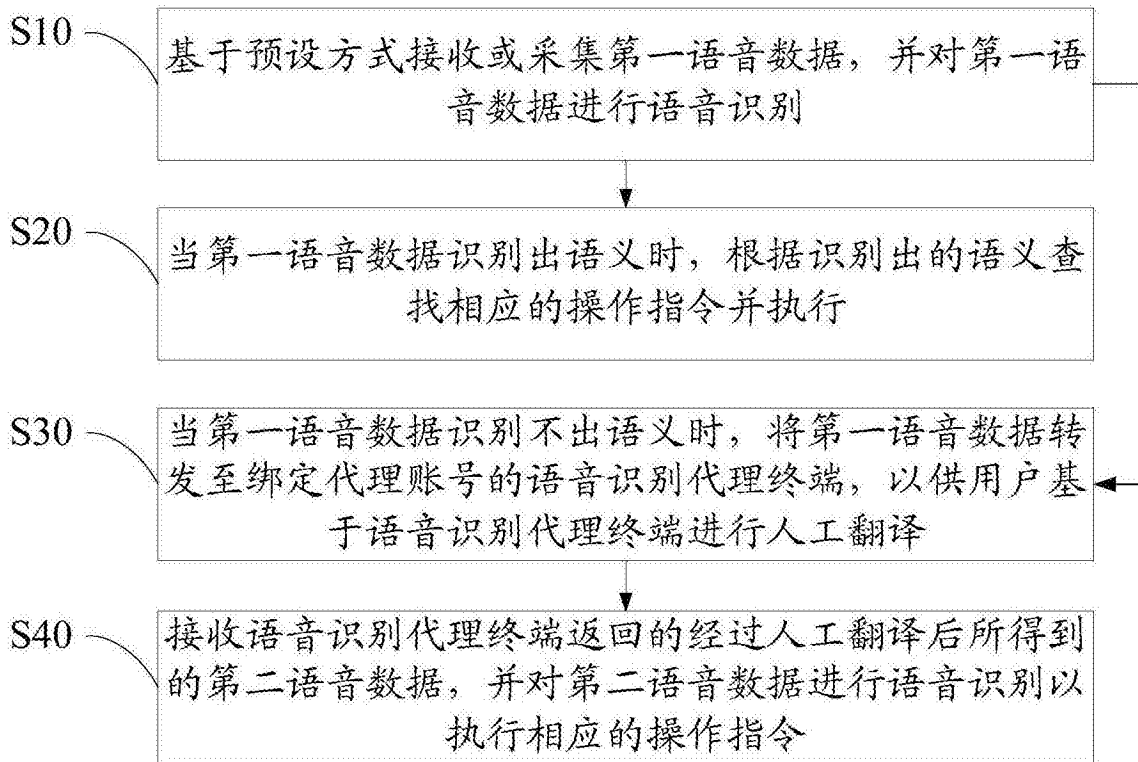 S10
基于预设方式接收或采集第一语音数据，并对第一语
音数据进行语音识别
S20
当第一语音数据识别出语义时，根据识别出的语义查
找相应的操作指令并执行
S30
当第一语音数据识别不出语义时，将第一语音数据转
发至绑定代理账号的语音识别代理终端，以供用户基
于语音识别代理终端进行人工翻译
S40
接收语音识别代理终端返回的经过人工翻译后所得到
的第二语音数据，并对第二语音数据进行语音识别以
执行相应的操作指令